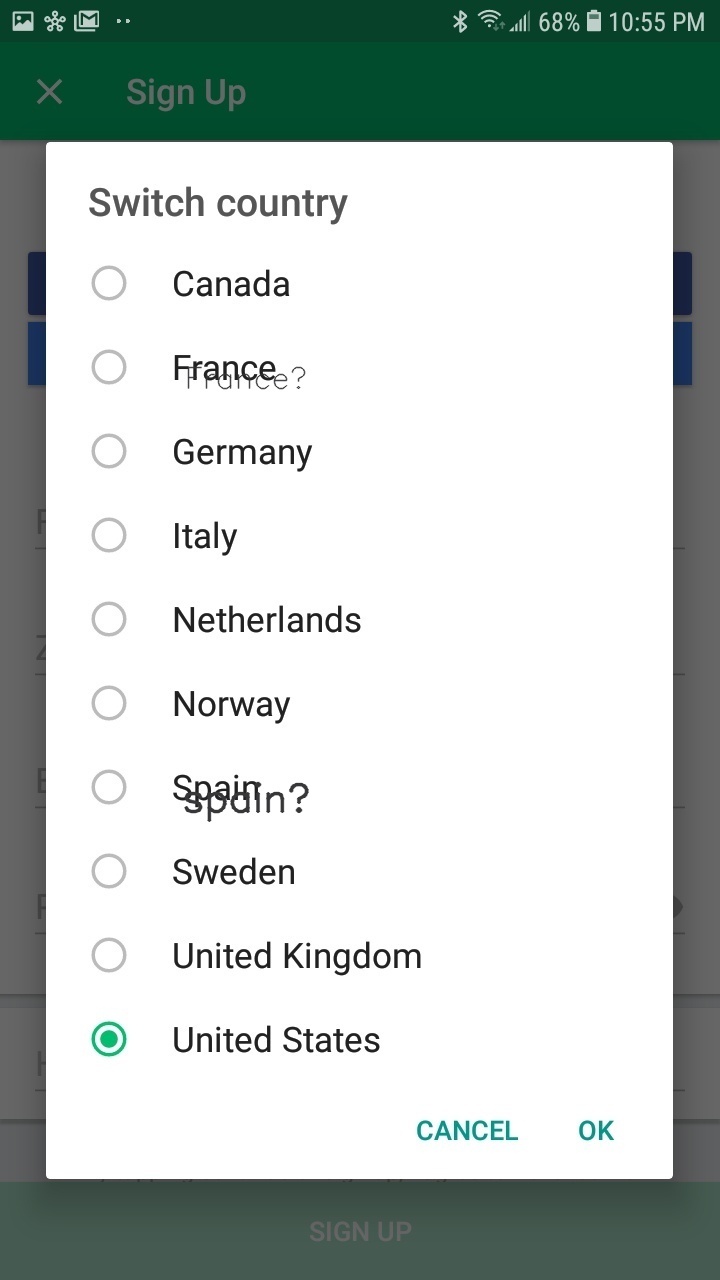 68% 10:55 PM
Sign Up
Switch country
Canada
France
France?
Germany
Italy
Netherlands
Norway
Spain
spain?
Sweden
United Kingdom
United States
CANCEL OK
SIGN UP